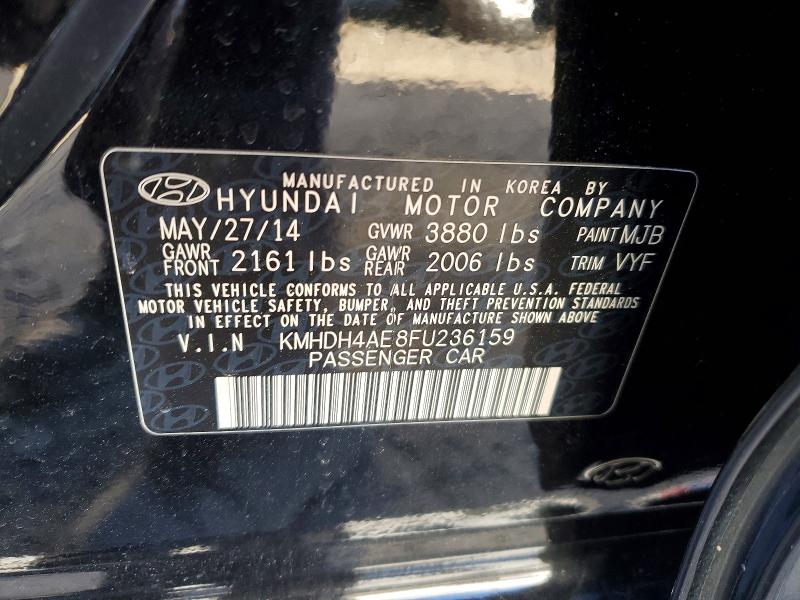 MANUFACTURED IN KOREA BY
HYUNDAI MOTOR COMPANY
MAY/27/14 GVWR 3880 lbs PAINT MJB
GAWR FRONT 2161 lbs GAWR REAR 2006 lbs TRIM VYF
THIS VEHICLE CONFORMS TO ALL APPLICABLE U.S.A. FEDERAL
MOTOR VEHICLE SAFETY, BUMPER, AND THEFT PREVENTION STANDARDS
IN EFFECT ON THE DATE OF MANUFACTURE SHOWN ABOVE
V.I.N KMHDH4AE8FU236159
PASSENGER CAR